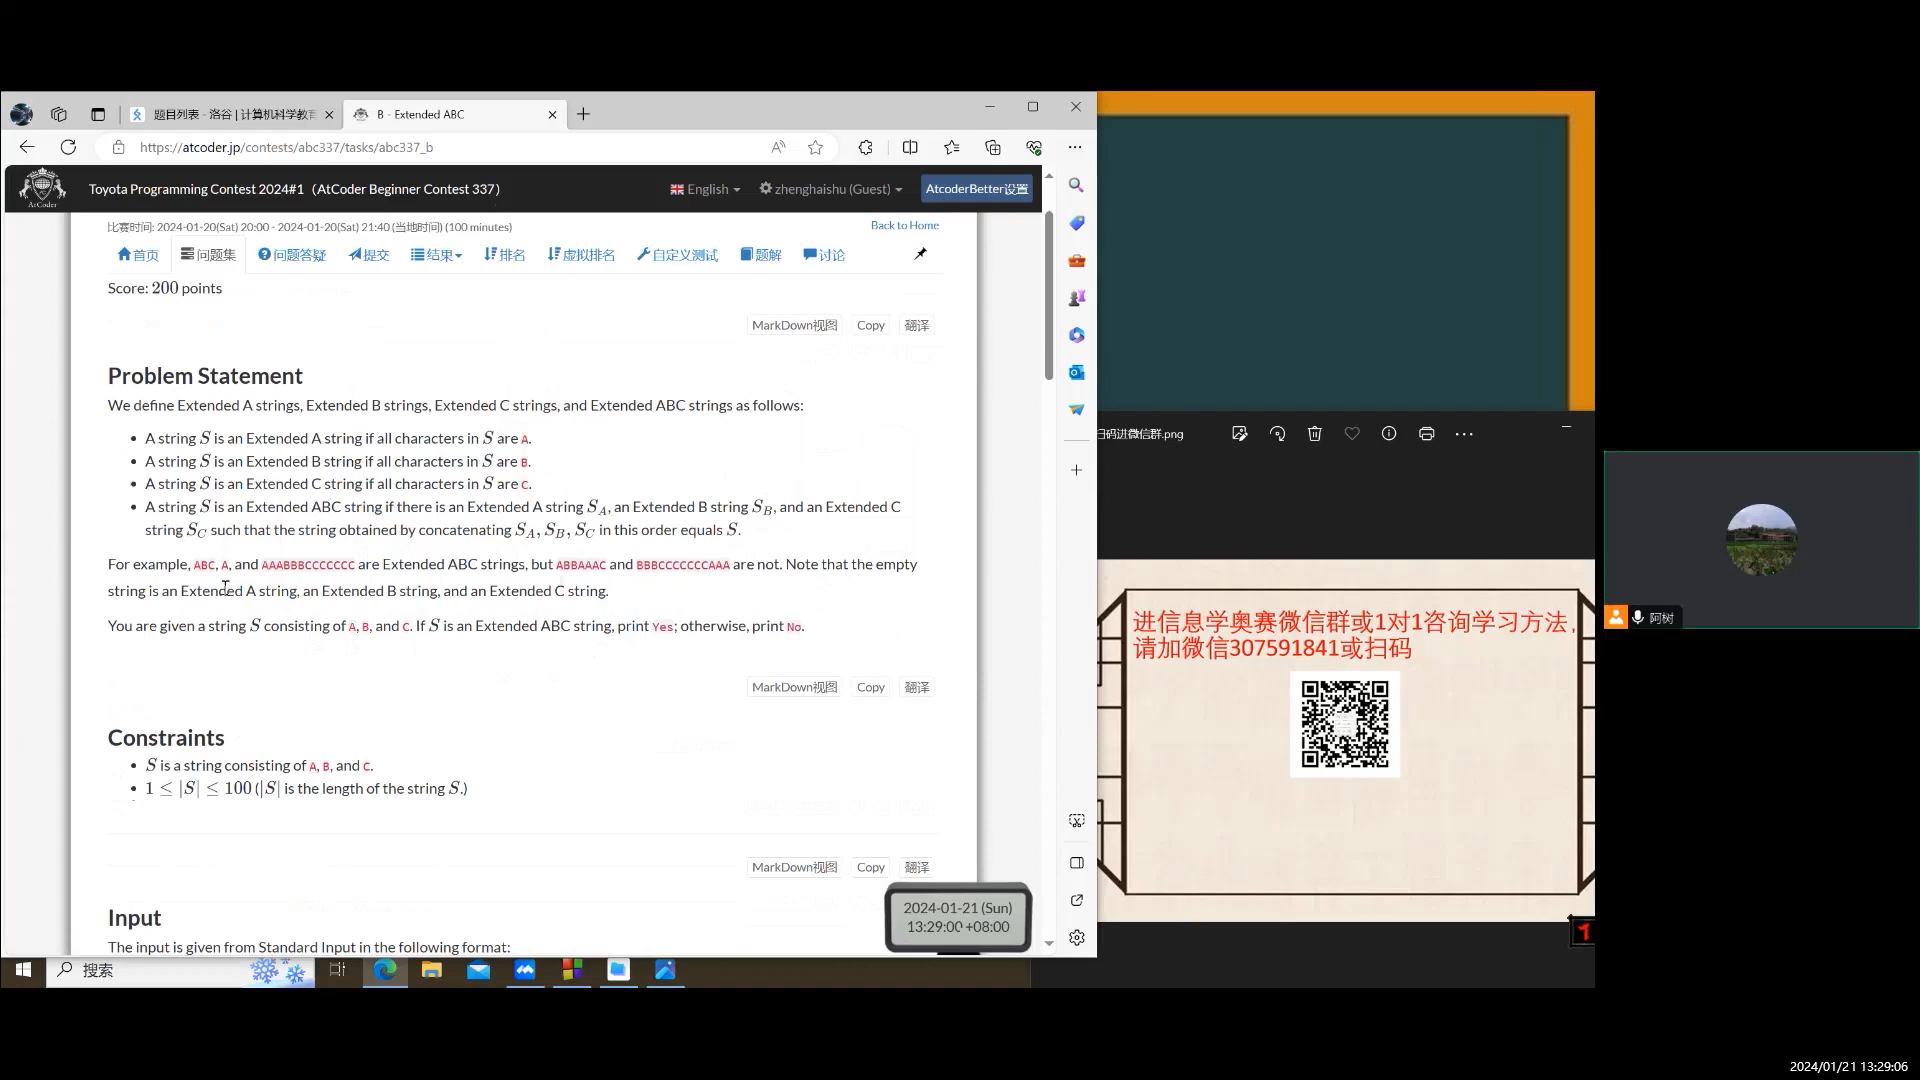 题目列表 - 洛谷 | 计算机科学教育
B - Extended ABC
https://atcoder.jp/contests/abc337/tasks/abc337_b
AtCoder
Toyota Programming Contest 2024#1（AtCoder Beginner Contest 337）
English
zhenghaishu (Guest)
AtcoderBetter设置
比赛时间: 2024-01-20(Sat) 20:00 - 2024-01-20(Sat) 21:40 (当地时间) (100 minutes)
Back to Home
首页
问题集
问题答疑
提交
结果
排名
虚拟排名
自定义测试
题解
讨论
Score: 200 points
MarkDown视图 Copy 翻译
Problem Statement
We define Extended A strings, Extended B strings, Extended C strings, and Extended ABC strings as follows:
• A string S is an Extended A string if all characters in S are A.
• A string S is an Extended B string if all characters in S are B.
• A string S is an Extended C string if all characters in S are C.
• A string S is an Extended ABC string if there is an Extended A string S_A, an Extended B string S_B, and an Extended C
string S_C such that the string obtained by concatenating S_A, S_B, S_C in this order equals S.
For example, ABC, A, and AAABBBCCCCCCC are Extended ABC strings, but ABBAAAC and BBBCCCCCCCAAA are not. Note that the empty
string is an Extended A string, an Extended B string, and an Extended C string.
You are given a string S consisting of A, B, and C. If S is an Extended ABC string, print Yes; otherwise, print No.
MarkDown视图 Copy 翻译
Constraints
• S is a string consisting of A, B, and C.
• 1 ≤ |S| ≤ 100 (|S| is the length of the string S.)
MarkDown视图 Copy 翻译
Input
The input is given from Standard Input in the following format:
2024-01-21 (Sun)
13:29:00 +08:00
搜索
扫码进微信群.png
进信息学奥赛微信群或1对1咨询学习方法，
请加微信307591841或扫码
阿树
2024/01/21 13:29:06